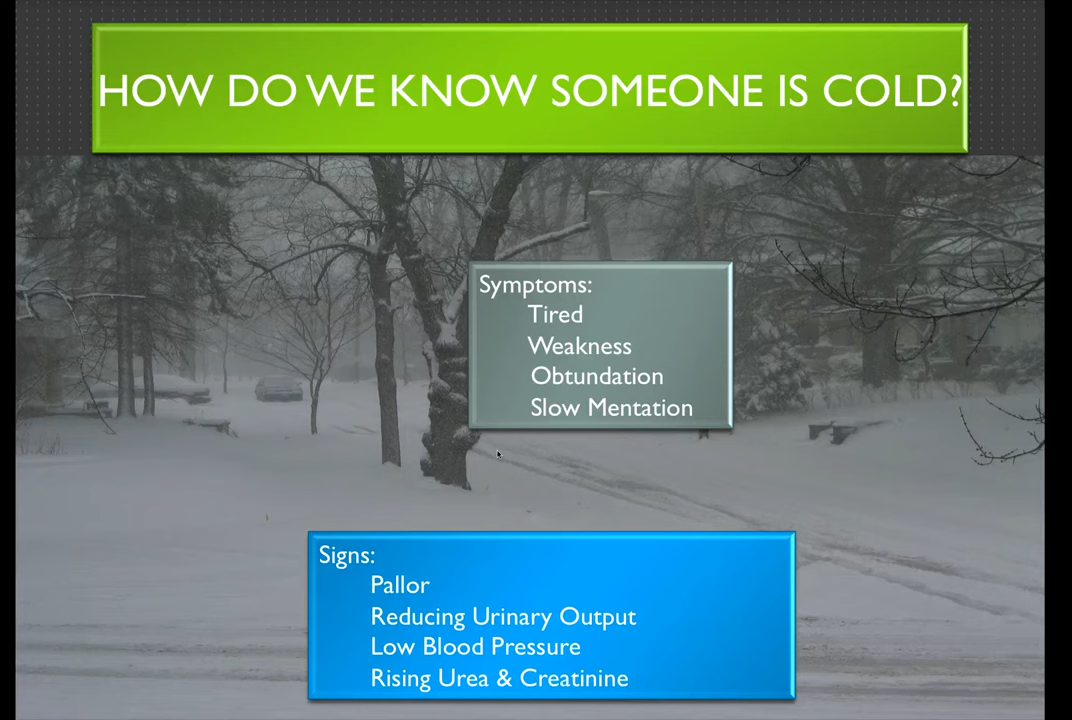 HOW DO WE KNOW SOMEONE IS COLD?
Symptoms:
Tired
Weakness
Obtundation
Slow Mentation
Signs:
Pallor
Reducing Urinary Output
Low Blood Pressure
Rising Urea & Creatinine